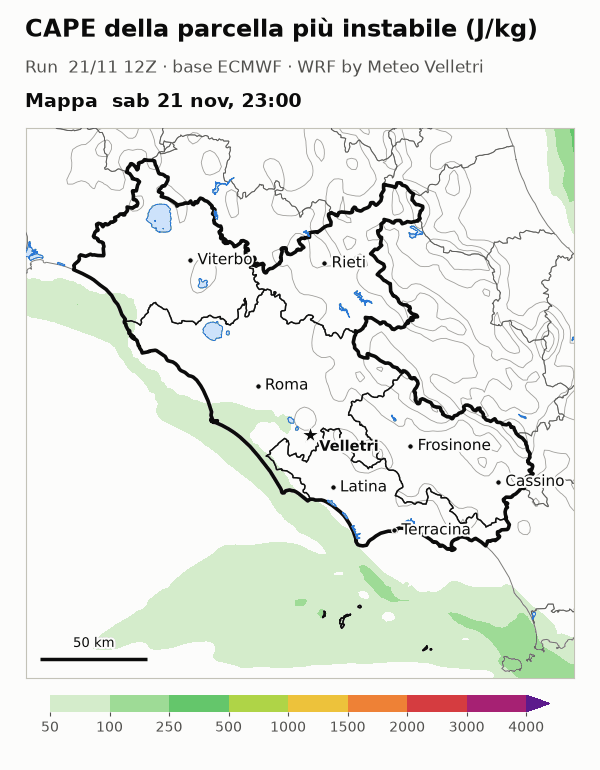 CAPE della parcella più instabile (J/kg)
Run  21/11 12Z · base ECMWF · WRF by Meteo Velletri
Mappa  sab 21 nov, 23:00
Viterbo
Rieti
Roma
Velletri
Frosinone
Cassino
Latina
Terracina
50 km
50 100 250 500 1000 1500 2000 3000 4000